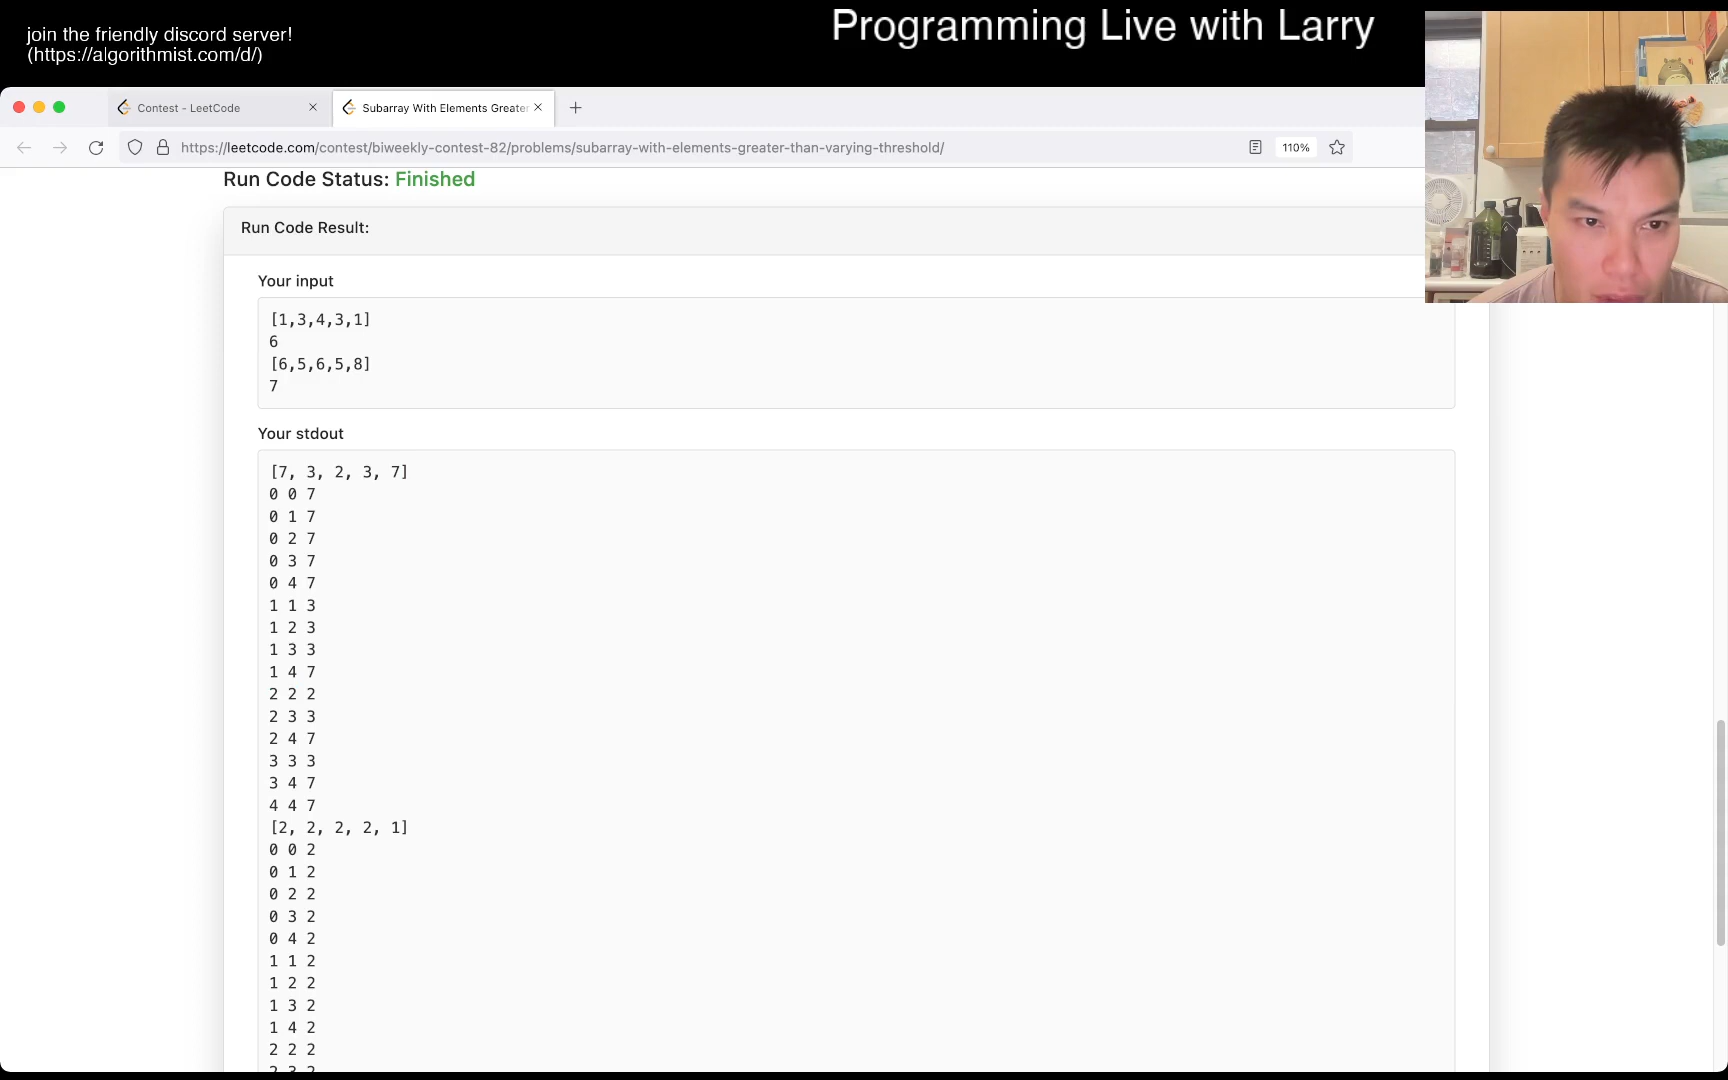 join the friendly discord server!
(https://algorithmist.com/d/)
Programming Live with Larry
Contest - LeetCode
Subarray With Elements Greater
https://leetcode.com/contest/biweekly-contest-82/problems/subarray-with-elements-greater-than-varying-threshold/
110%
Run Code Status: Finished
Run Code Result:
Your input
[1,3,4,3,1]
6
[6,5,6,5,8]
7
Your stdout
[7, 3, 2, 3, 7]
0 0 7
0 1 7
0 2 7
0 3 7
0 4 7
1 1 3
1 2 3
1 3 3
1 4 7
2 2 2
2 3 3
2 4 7
3 3 3
3 4 7
4 4 7
[2, 2, 2, 2, 1]
0 0 2
0 1 2
0 2 2
0 3 2
0 4 2
1 1 2
1 2 2
1 3 2
1 4 2
2 2 2
2 3 2